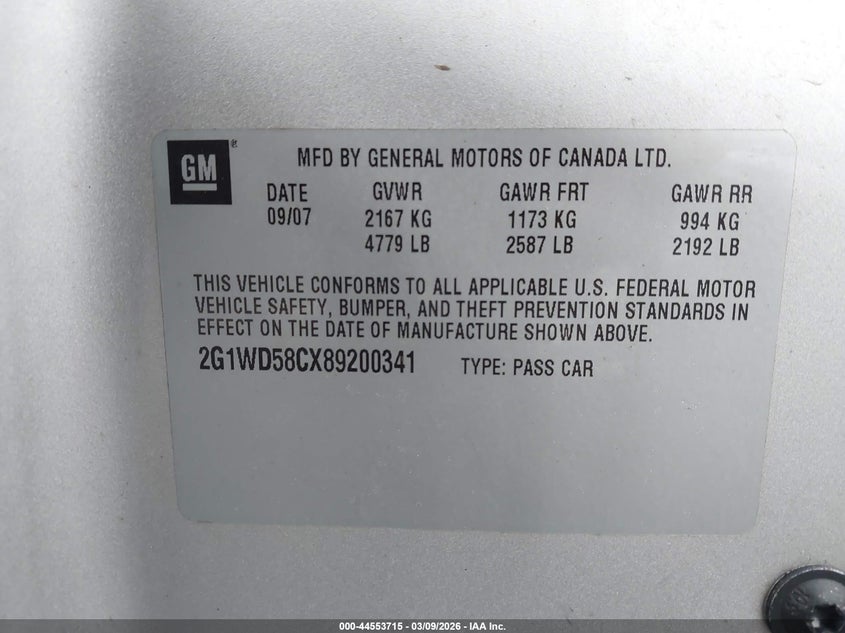 GM®
MFD BY GENERAL MOTORS OF CANADA LTD.
DATE GVWR GAWR FRT GAWR RR
09/07 2167 KG 1173 KG 994 KG
4779 LB 2587 LB 2192 LB
THIS VEHICLE CONFORMS TO ALL APPLICABLE U.S. FEDERAL MOTOR
VEHICLE SAFETY, BUMPER, AND THEFT PREVENTION STANDARDS IN
EFFECT ON THE DATE OF MANUFACTURE SHOWN ABOVE.
2G1WD58CX89200341 TYPE: PASS CAR
000-44553715 - 03/09/2026 - IAA Inc.